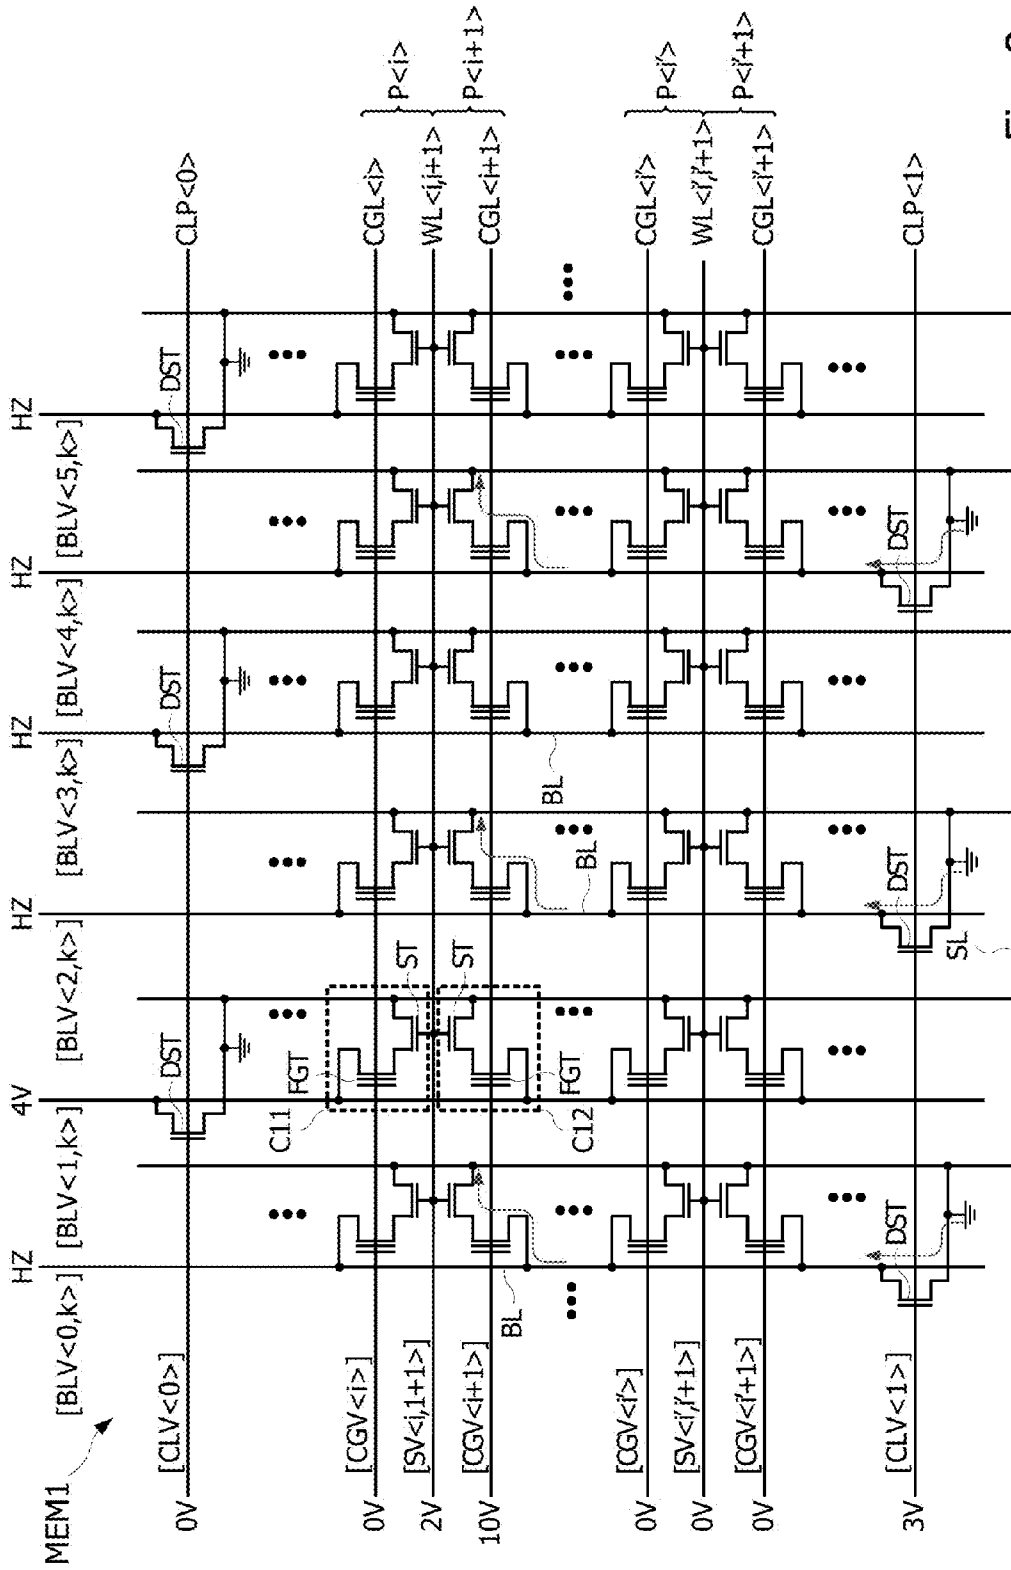 MEM1
HZ
4V
HZ
HZ
HZ
HZ
[BLV<0,k>]
[BLV<1,k>]
[BLV<2,k>]
[BLV<3,k>]
[BLV<4,k>]
[BLV<5,k>]
0V
[CLV<0>]
DST
DST
DST
CLP<0>
0V
[CGV<i>]
CGL<i>
2V
[SV<i,1+1>]
WL<i,i+1>
10V
[CGV<i+1>]
CGL<i+1>
P<i>
P<i+1>
C11
FGT
ST
C12
FGT
ST
BL
BL
BL
0V
[CGV<i'>]
CGL<i'>
0V
[SV<i',i'+1>]
WL<i',i'+1>
0V
[CGV<i'+1>]
CGL<i'+1>
P<i'>
P<i'+1>
3V
[CLV<1>]
DST
DST
DST
CLP<1>
SL